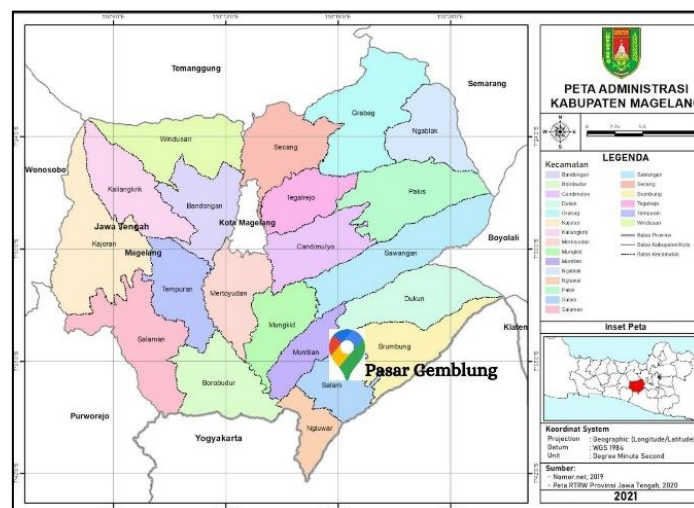 Temanggung
Semarang
Grabag
Ngablak
Windusan
Secang
Wonosobo
Kaliangkrik
Bandongan
Tegalrejo
Pakis
Jawa Tengah
Kota Magelang
Kajoran
Candimulyo
Magelang
Sawangan
Boyolali
Tempuran
Mertoyudan
Dukun
Mungkid
Klaten
Salaman
Muntilan
Srumbung
Pasar Gemblung
Borobudur
Salam
Purworejo
Ngluwar
Yogyakarta
PETA ADMINISTRASI
KABUPATEN MAGELANG
N
W
E
S
LEGENDA
Kecamatan
Bandongan
Borobudur
Candimulyo
Dukun
Grabag
Kajoran
Kaliangkrik
Mertoyudan
Mungkid
Muntilan
Ngablak
Ngluwar
Pakis
Salam
Salaman
Sawangan
Secang
Srumbung
Tegalrejo
Tempuran
Windusan
Batas Provinsi
Batas Kabupaten/Kota
Batas Kecamatan
Inset Peta
Koordinat System
Projection : Geographic (Longitude/Latitude)
Datum : WGS 1984
Unit : Degree Minute Second
Sumber:
- Nomor.net, 2019
- Peta RTRW Provinsi Jawa Tengah, 2020
2021